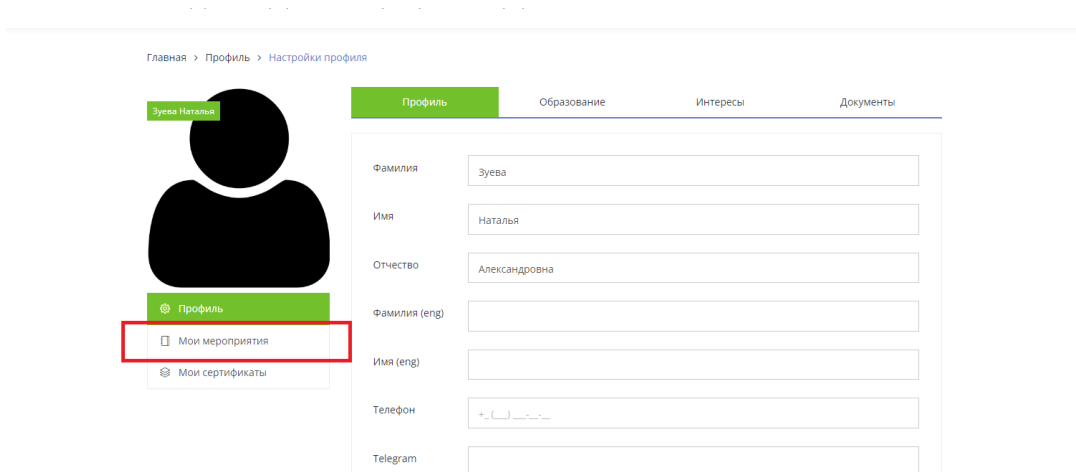 Главная > Профиль > Настройки профиля
Зуева Наталья
Профиль
Мои мероприятия
Мои сертификаты
Профиль Образование Интересы Документы
Фамилия Зуева
Имя Наталья
Отчество Александровна
Фамилия (eng)
Имя (eng)
Телефон +_ (___) ___-__-__
Telegram